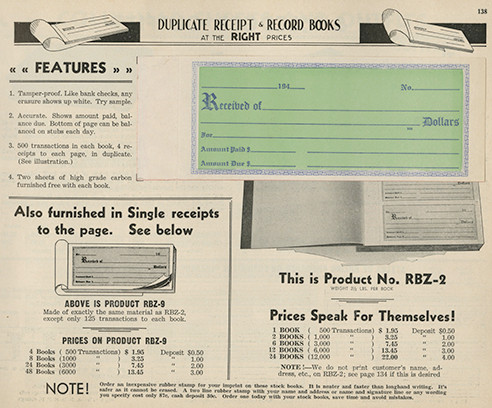 138
DUPLICATE RECEIPT & RECORD BOOKS
AT THE RIGHT PRICES
« « FEATURES » »
1. Tamper-proof. Like bank checks, any
erasure shows up white. Try sample.
2. Accurate. Shows amount paid, bal-
ance due. Bottom of page can be bal-
anced on stubs each day.
3. 500 transactions in each book, 4 re-
ceipts to each page, in duplicate.
(See illustration.)
4. Two sheets of high grade carbon
furnished free with each book.
194 No.
Received of
Dollars
For
Amount Paid $
Amount Due $
Also furnished in Single receipts
to the page. See below
Received of
Dollars
ABOVE IS PRODUCT RBZ-9
Made of exactly the same material as RBZ-2,
except only 125 transactions to each book.
PRICES ON PRODUCT RBZ-9
4 Books (500 Transactions) $ 1.95 Deposit $0.50
8 Books (1000 " ) 3.25 " 1.00
24 Books (3000 " ) 7.45 " 2.00
48 Books (6000 " ) 13.45 " 3.00
This is Product No. RBZ-2
WEIGHT 2½ LBS. PER BOOK
Prices Speak For Themselves!
1 BOOK ( 500 Transactions) $ 1.95 Deposit $0.50
2 BOOKS ( 1,000 " ) 3.25 " 1.00
6 BOOKS ( 3,000 " ) 7.45 " 2.00
12 BOOKS ( 6,000 " ) 13.45 " 3.00
24 BOOKS (12,000 " ) 22.00 " 4.00
NOTE!—We do not print customer's name, ad-
dress, etc., on RBZ-2; see page 134 if this is desired
NOTE! Order an inexpensive rubber stamp for your imprint on these stock books. It is neater and faster than longhand writing. It's
safer as it cannot be erased. A two line rubber stamp with your name and address or name and signature line or any wording
you specify costs only 87c, cash deposit 36c. Order one today with your stock books, save time and avoid mistakes.